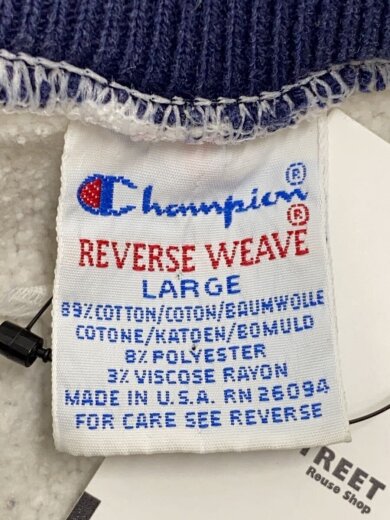 Champion®
REVERSE WEAVE®
LARGE
89% COTTON/COTON/BAUMWOLLE
COTONE/KATOEN/BOMULD
8% POLYESTER
3% VISCOSE RAYON
MADE IN U.S.A. RN 26094
FOR CARE SEE REVERSE
TREET
Reuse Shop